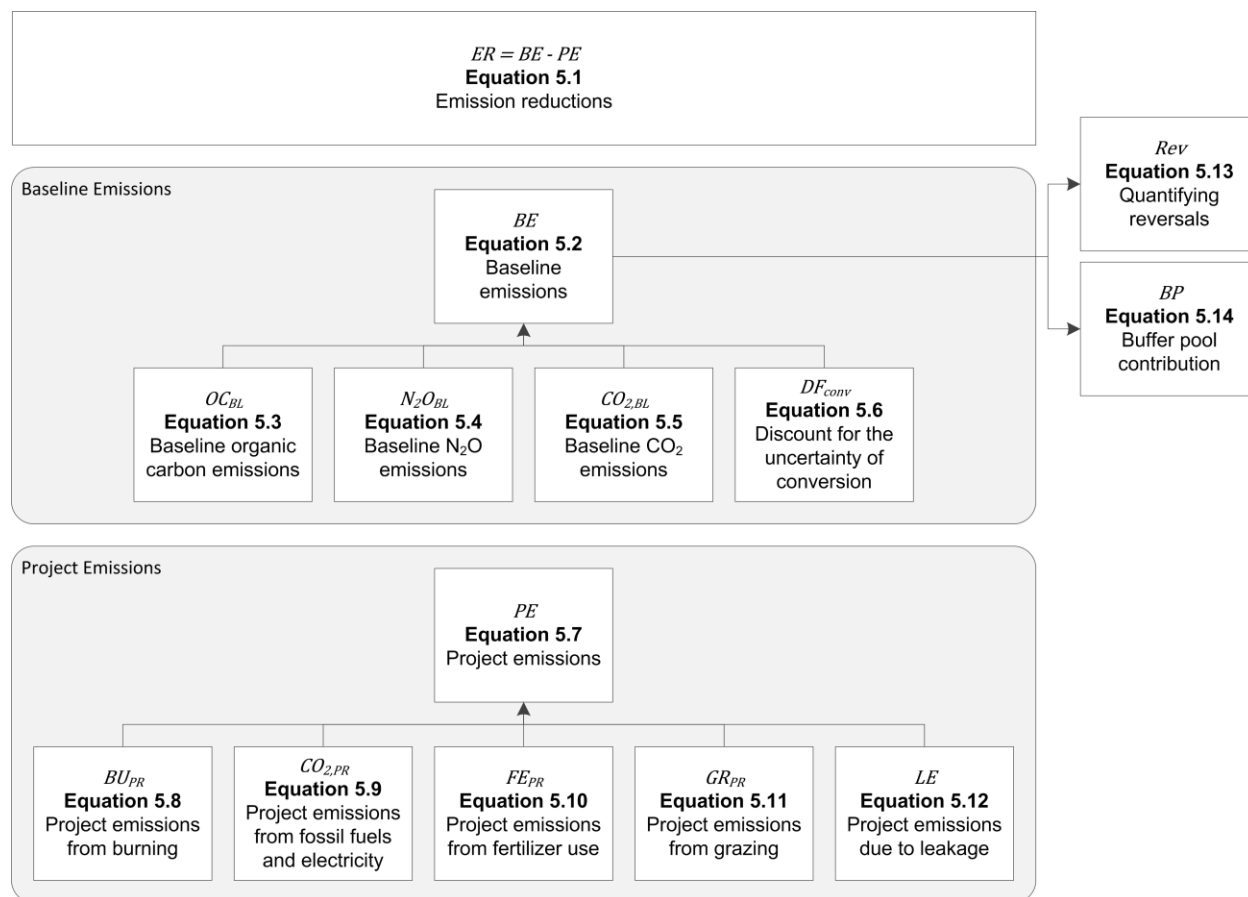 ER = BE - PE
Equation 5.1
Emission reductions
Baseline Emissions
BE
Equation 5.2
Baseline
emissions
Rev
Equation 5.13
Quantifying
reversals
BP
Equation 5.14
Buffer pool
contribution
OC_BL
Equation 5.3
Baseline organic
carbon emissions
N₂O_BL
Equation 5.4
Baseline N₂O
emissions
CO₂,BL
Equation 5.5
Baseline CO₂
emissions
DF_conv
Equation 5.6
Discount for the
uncertainty of
conversion
Project Emissions
PE
Equation 5.7
Project emissions
BU_PR
Equation 5.8
Project emissions
from burning
CO₂,PR
Equation 5.9
Project emissions
from fossil fuels
and electricity
FE_PR
Equation 5.10
Project emissions
from fertilizer use
GR_PR
Equation 5.11
Project emissions
from grazing
LE
Equation 5.12
Project emissions
due to leakage